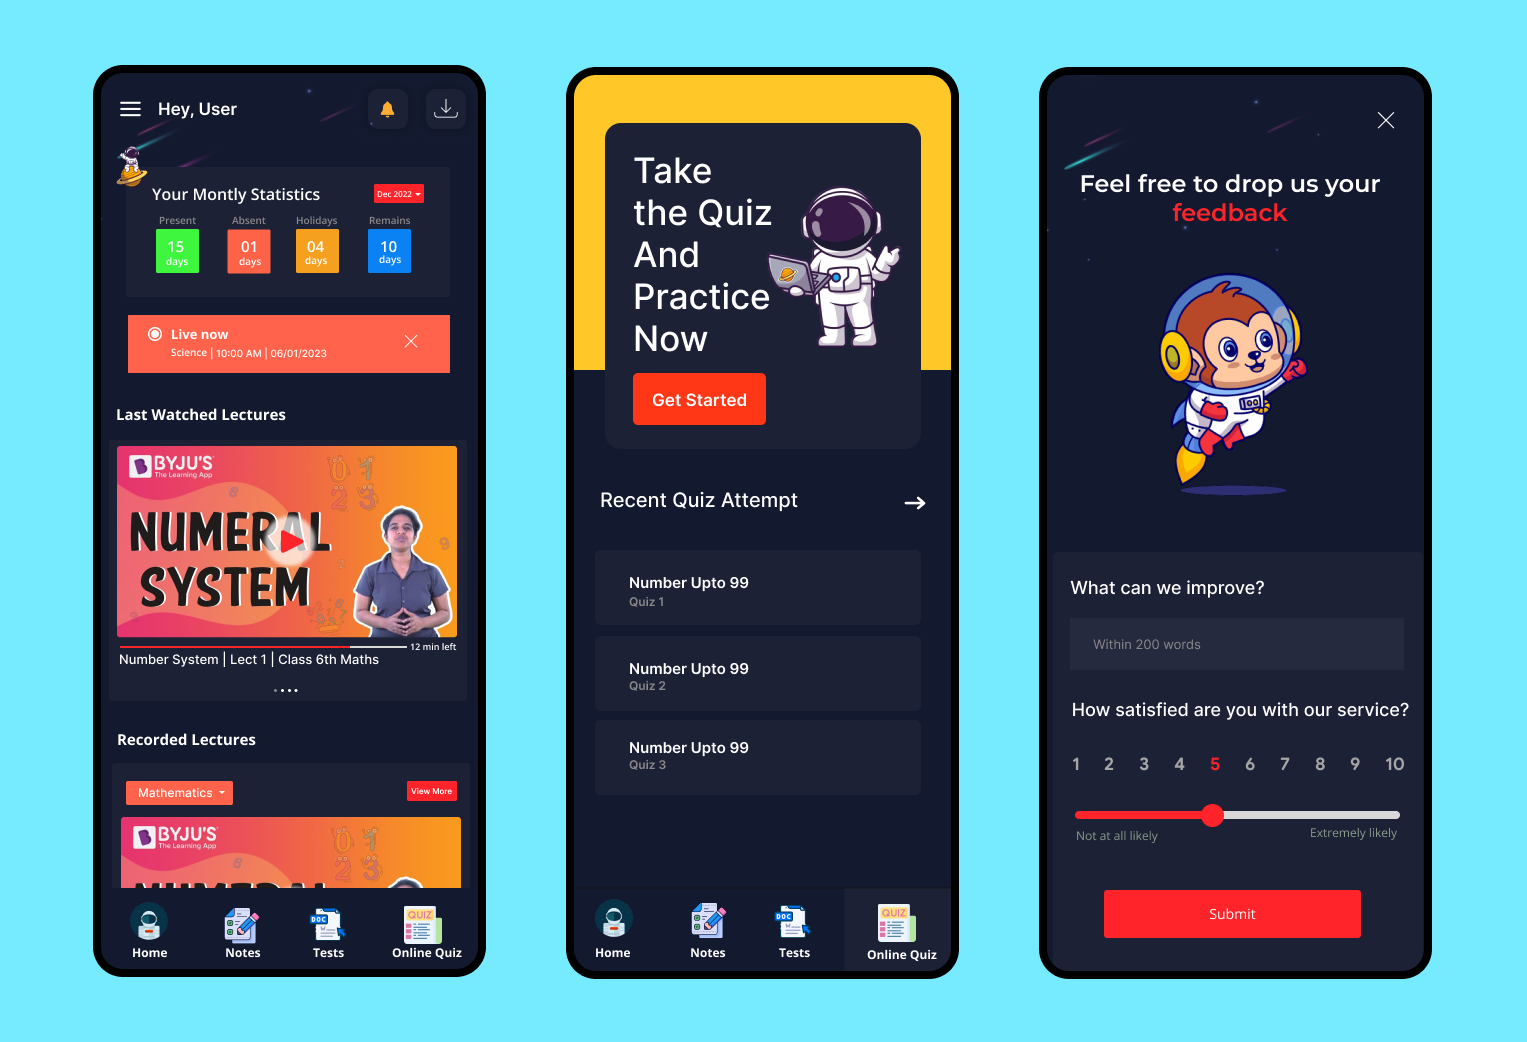 Hey, User
Your Montly Statistics
Dec 2022
Present
Absent
Holidays
Remains
15
days
01
days
04
days
10
days
Live now
Science | 10:00 AM | 06/01/2023
Last Watched Lectures
BYJU'S
The Learning App
NUMERAL
SYSTEM
12 min left
Number System | Lect 1 | Class 6th Maths
Recorded Lectures
Mathematics
View More
BYJU'S
The Learning App
NUMERAL
Home
Notes
DOC
Tests
QUIZ
Online Quiz
Take
the Quiz
And
Practice
Now
Get Started
Recent Quiz Attempt
Number Upto 99
Quiz 1
Number Upto 99
Quiz 2
Number Upto 99
Quiz 3
Home
Notes
DOC
Tests
QUIZ
Online Quiz
Feel free to drop us your
feedback
What can we improve?
Within 200 words
How satisfied are you with our service?
1 2 3 4 5 6 7 8 9 10
Not at all likely
Extremely likely
Submit